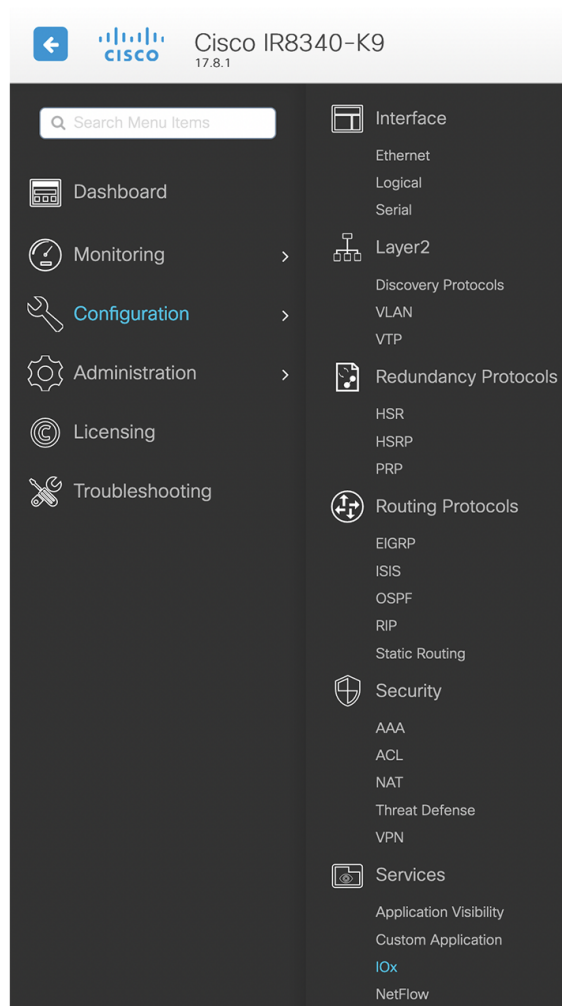 CISCO
Cisco IR8340-K9
17.8.1
Search Menu Items
Dashboard
Monitoring
Configuration
Administration
Licensing
Troubleshooting
Interface
Ethernet
Logical
Serial
Layer2
Discovery Protocols
VLAN
VTP
Redundancy Protocols
HSR
HSRP
PRP
Routing Protocols
EIGRP
ISIS
OSPF
RIP
Static Routing
Security
AAA
ACL
NAT
Threat Defense
VPN
Services
Application Visibility
Custom Application
IOx
NetFlow